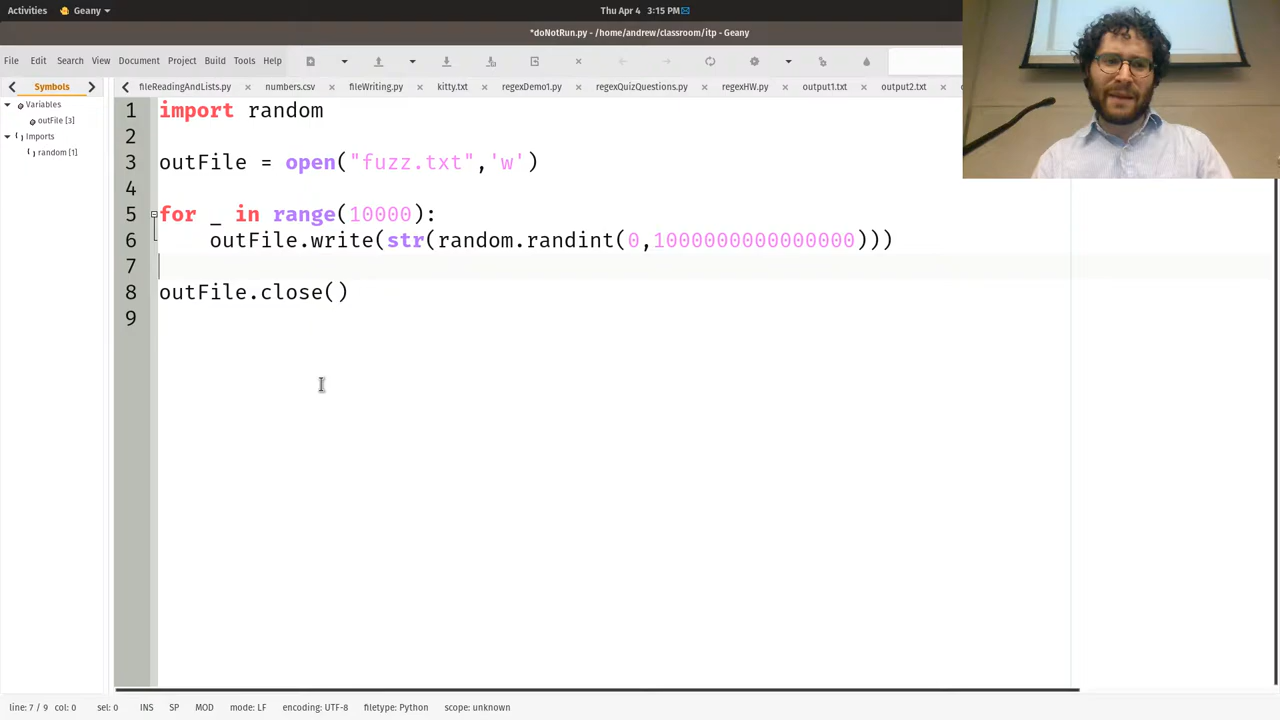 Activities Geany Thu Apr 4 3:15 PM
*doNotRun.py - /home/andrew/classroom/itp - Geany
File Edit Search View Document Project Build Tools Help
Symbols fileReadingAndLists.py numbers.csv fileWriting.py kitty.txt regexDemo1.py regexQuizQuestions.py regexHW.py output1.txt output2.txt
Variables
outFile [3]
Imports
random [1]
1 import random
2
3 outFile = open("fuzz.txt",'w')
4
5 for _ in range(10000):
6 outFile.write(str(random.randint(0,1000000000000000)))
7
8 outFile.close()
9
line: 7 / 9 col: 0 sel: 0 INS SP MOD mode: LF encoding: UTF-8 filetype: Python scope: unknown